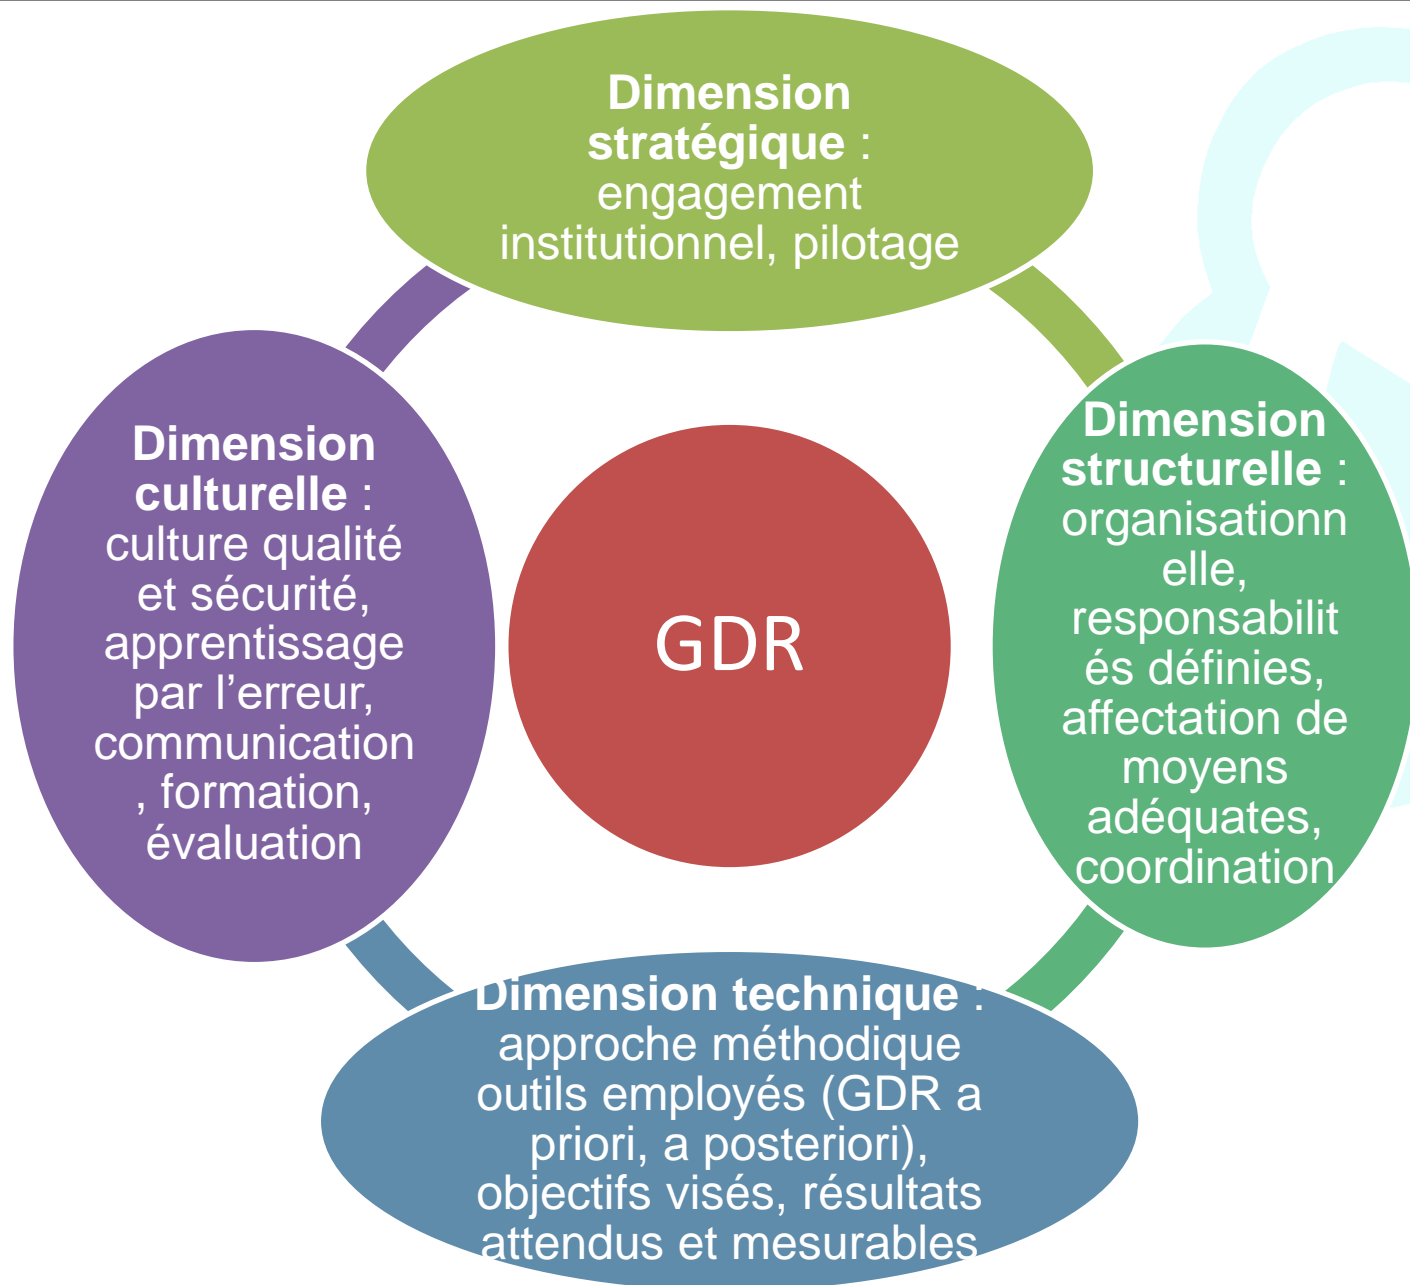 Dimension
stratégique :
engagement
institutionnel, pilotage
Dimension
culturelle :
culture qualité
et sécurité,
apprentissage
par l’erreur,
communication
, formation,
évaluation
GDR
Dimension
structurelle :
organisationn
elle,
responsabilit
és définies,
affectation de
moyens
adéquates,
coordination
Dimension technique :
approche méthodique
outils employés (GDR a
priori, a posteriori),
objectifs visés, résultats
attendus et mesurables